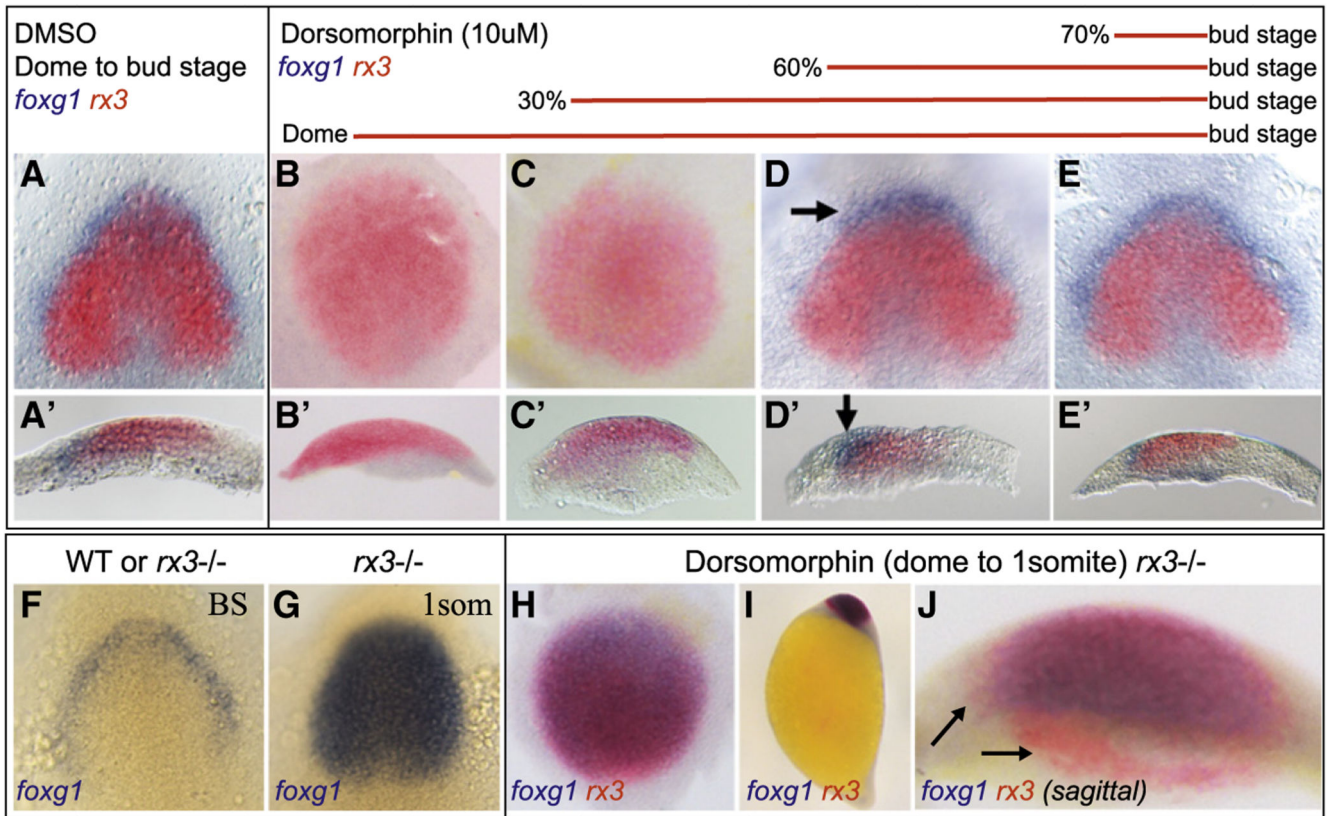 DMSO
Dome to bud stage
foxg1 rx3
Dorsomorphin (10uM)
foxg1 rx3
70% bud stage
60% bud stage
30% bud stage
Dome bud stage
A B C D E
A' B' C' D' E'
WT or rx3-/-
rx3-/-
Dorsomorphin (dome to 1somite) rx3-/-
F BS G 1som H I J
foxg1 foxg1 foxg1 rx3 foxg1 rx3 foxg1 rx3 (sagittal)